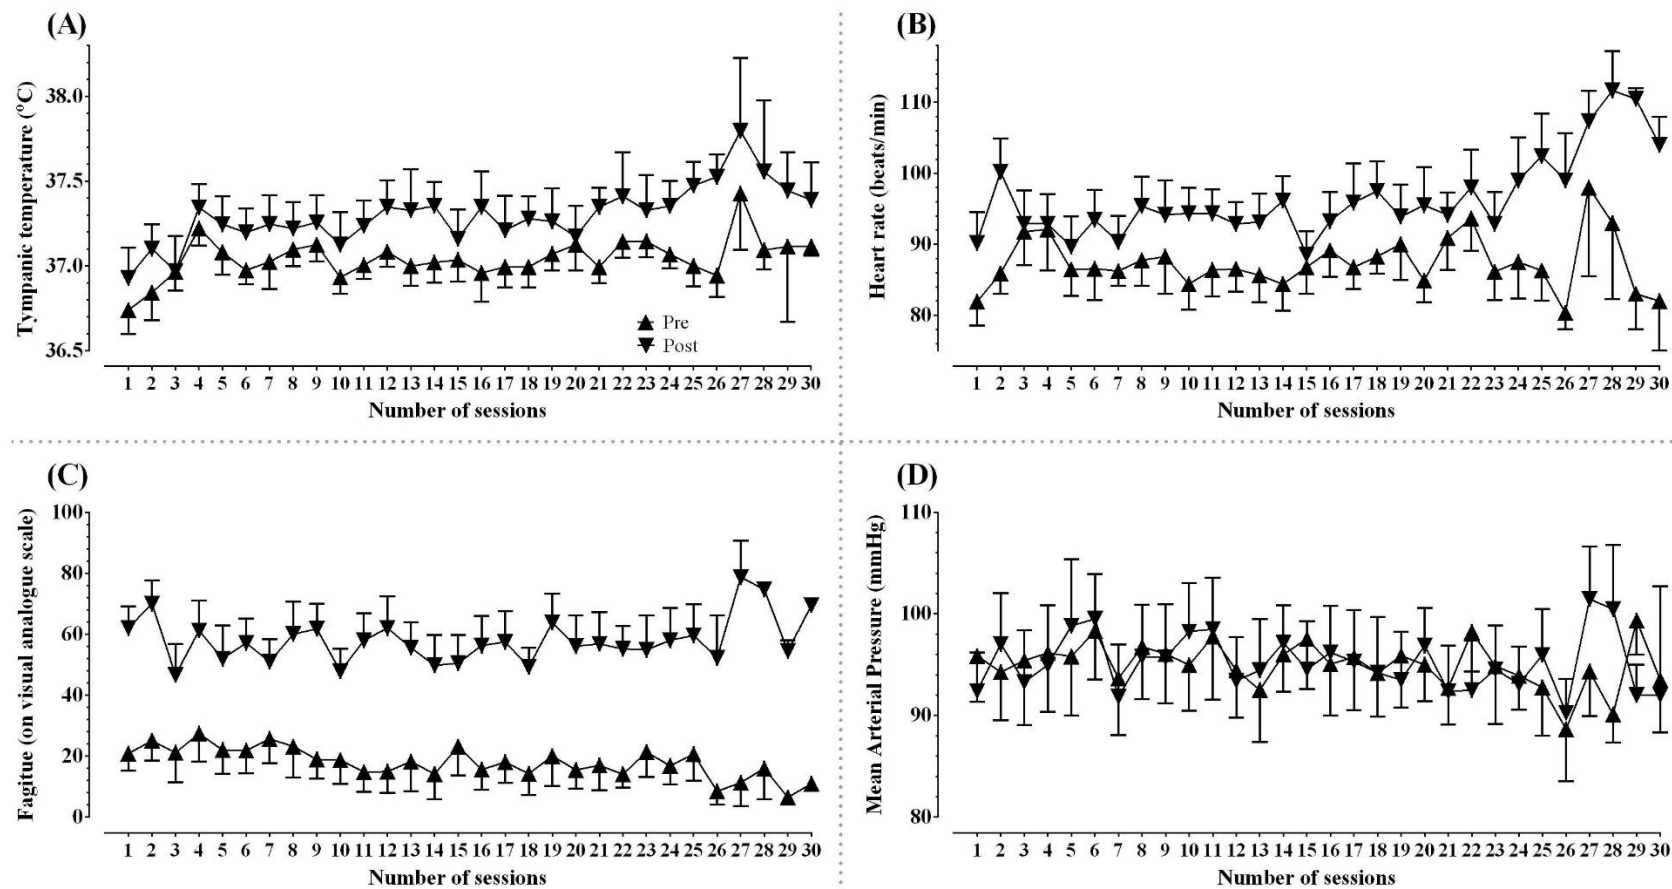 (A)
Tympanic temperature (ºC)
38.0
37.5
37.0
36.5
Pre
Post
1 2 3 4 5 6 7 8 9 10 11 12 13 14 15 16 17 18 19 20 21 22 23 24 25 26 27 28 29 30
Number of sessions
(B)
Heart rate (beats/min)
110
100
90
80
1 2 3 4 5 6 7 8 9 10 11 12 13 14 15 16 17 18 19 20 21 22 23 24 25 26 27 28 29 30
Number of sessions
(C)
Fagitue (on visual analogue scale)
100
80
60
40
20
0
1 2 3 4 5 6 7 8 9 10 11 12 13 14 15 16 17 18 19 20 21 22 23 24 25 26 27 28 29 30
Number of sessions
(D)
Mean Arterial Pressure (mmHg)
110
100
90
80
1 2 3 4 5 6 7 8 9 10 11 12 13 14 15 16 17 18 19 20 21 22 23 24 25 26 27 28 29 30
Number of sessions